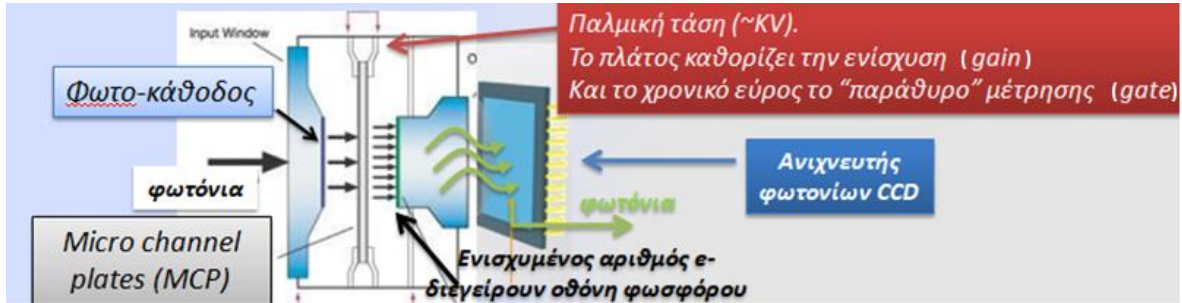 Input Window
Παλμική τάση (~KV).
Το πλάτος καθορίζει την ενίσχυση (gain)
Και το χρονικό εύρος το “παράθυρο” μέτρησης (gate)
O
Φωτο-κάθοδος
φωτόνια
Ανιχνευτής
φωτονίων CCD
φωτόνια
Micro channel
plates (MCP)
Ενισχυμένος αριθμός e-
διεγείρουν οθόνη φωσφόρου